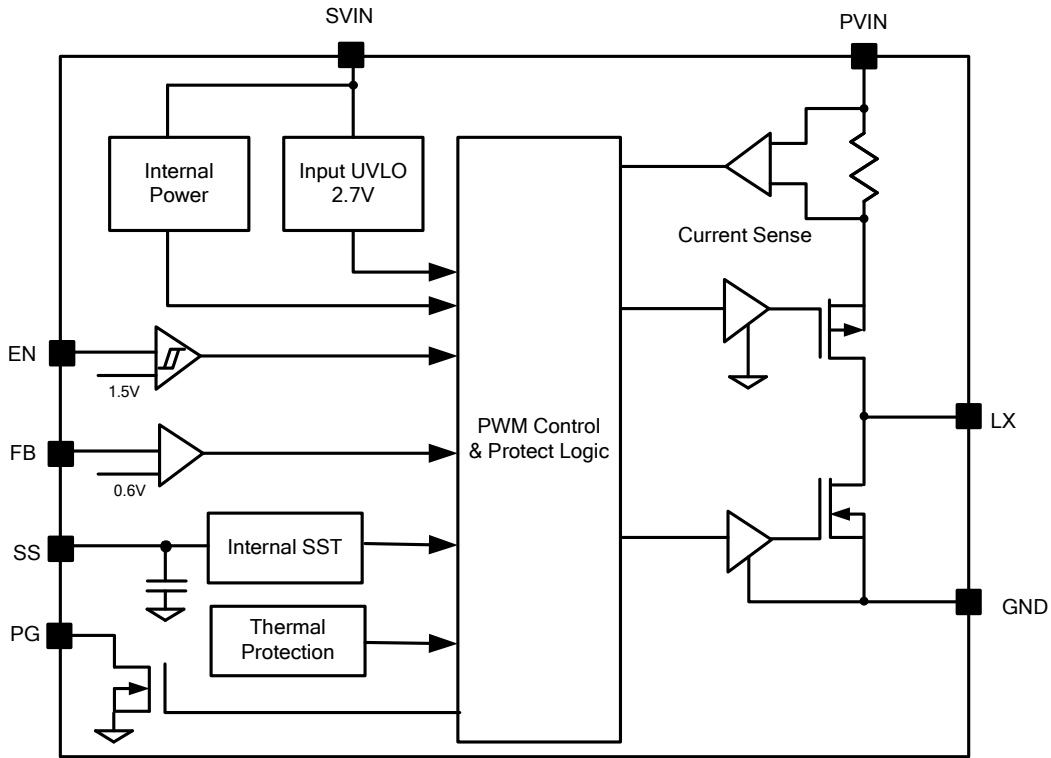 SVIN
PVIN
Internal
Power
Input UVLO
2.7V
Current Sense
EN
1.5V
PWM Control
& Protect Logic
LX
FB
0.6V
SS
Internal SST
GND
PG
Thermal
Protection